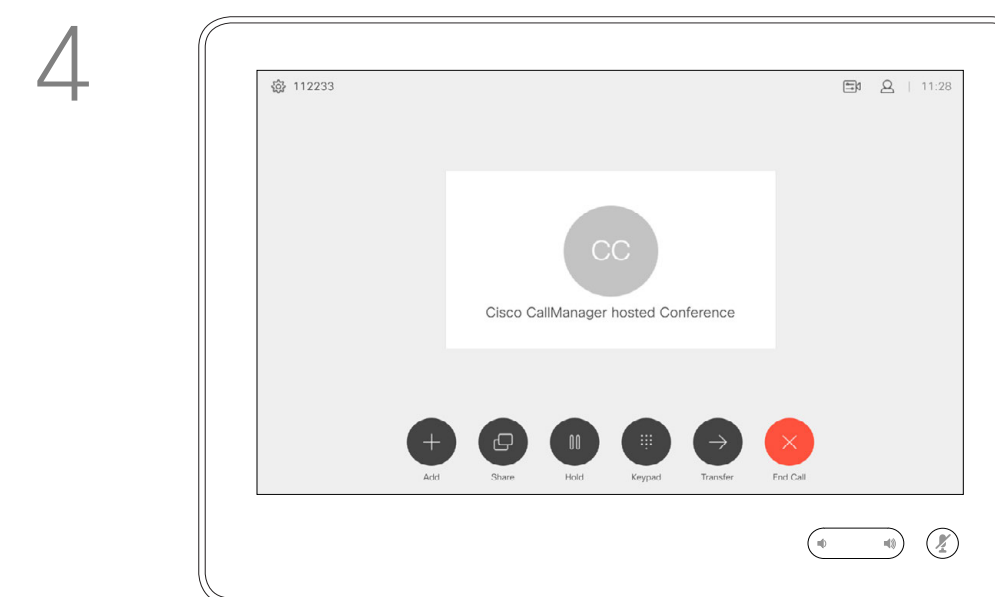 4
112233
| 11:28
CC
Cisco CallManager hosted Conference
Add Share Hold Keypad Transfer End Call